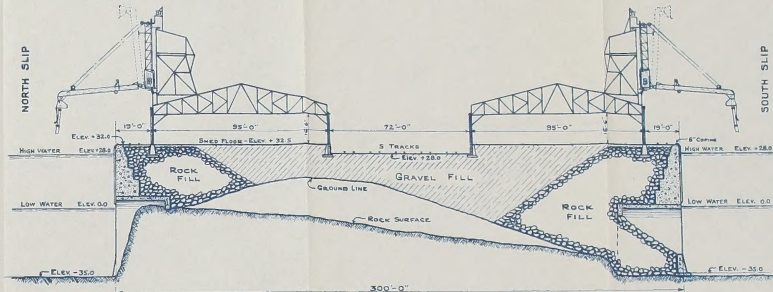 NORTH SLIP
SOUTH SLIP
19'-0"
95'-0"
72'-0"
95'-0"
19'-0"
ELEV. +32.0
SHED FLOOR - ELEV. + 32.5
5 TRACKS
6" COPING
HIGH WATER ELEV +28.0
ELEV. +28.0
HIGH WATER ELEV. +28.0
ROCK FILL
GROUND LINE
GRAVEL FILL
ROCK FILL
LOW WATER ELEV. 0.0
LOW WATER ELEV. 0.0
ROCK SURFACE
ELEV. -35.0
ELEV. -35.0
300'-0"